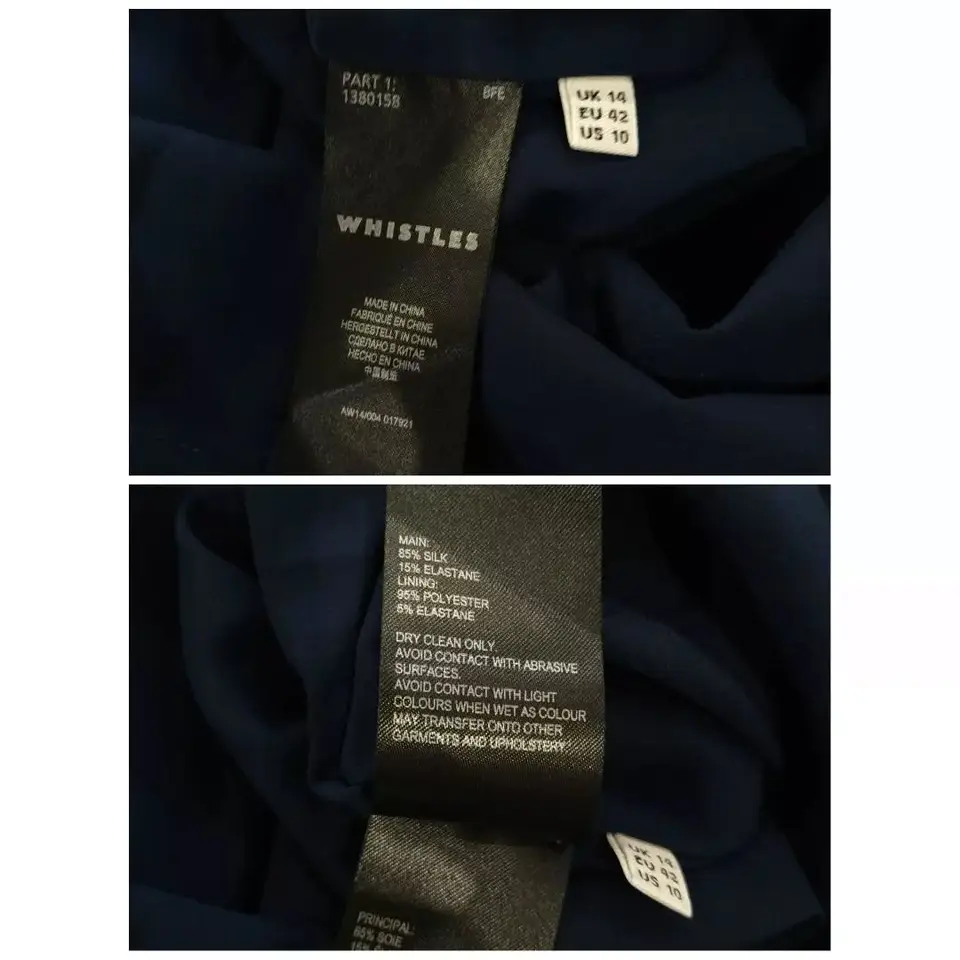 PART 1:
1380158
BFE
UK 14
EU 42
US 10
WHISTLES
MADE IN CHINA
FABRIQUÉ EN CHINE
HERGESTELLT IN CHINA
СДЕЛАНО В КИТАЕ
HECHO EN CHINA
中国制造
AW14/004 017921
MAIN:
85% SILK
15% ELASTANE
LINING:
95% POLYESTER
5% ELASTANE
DRY CLEAN ONLY
AVOID CONTACT WITH ABRASIVE
SURFACES.
AVOID CONTACT WITH LIGHT
COLOURS WHEN WET AS COLOUR
MAY TRANSFER ONTO OTHER
GARMENTS AND UPHOLSTERY
UK 14
EU 42
US 10
PRINCIPAL:
85% SOIE
15%